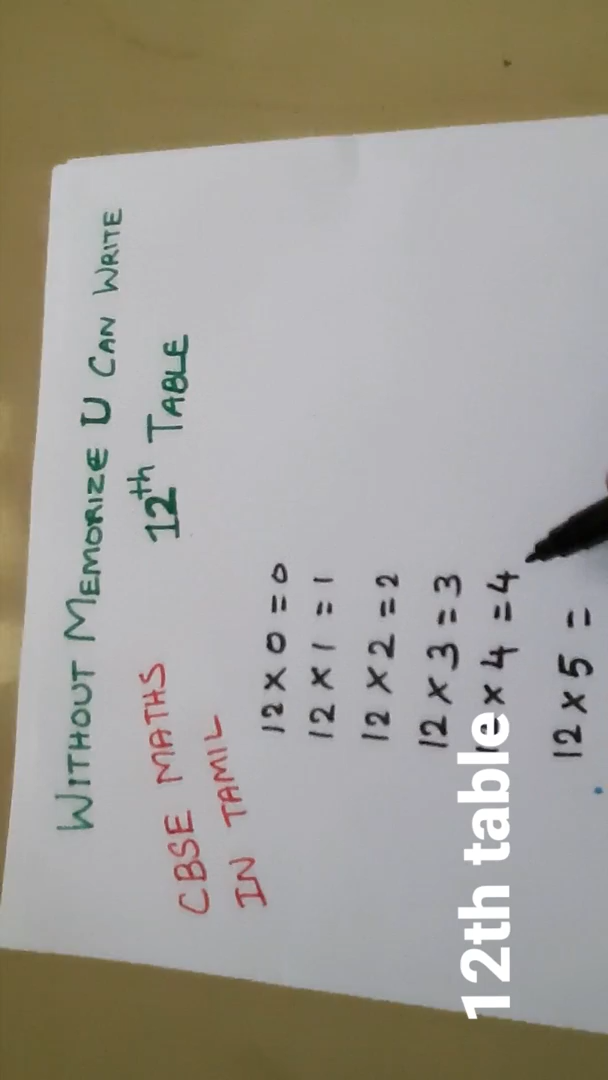 WITHOUT MEMORIZE U CAN WRITE
12th TABLE
CBSE MATHS
IN TAMIL
12 x 0 = 0
12 x 1 = 1
12 x 2 = 2
12 x 3 = 3
x 4 = 4
12 x 5 =
12th table